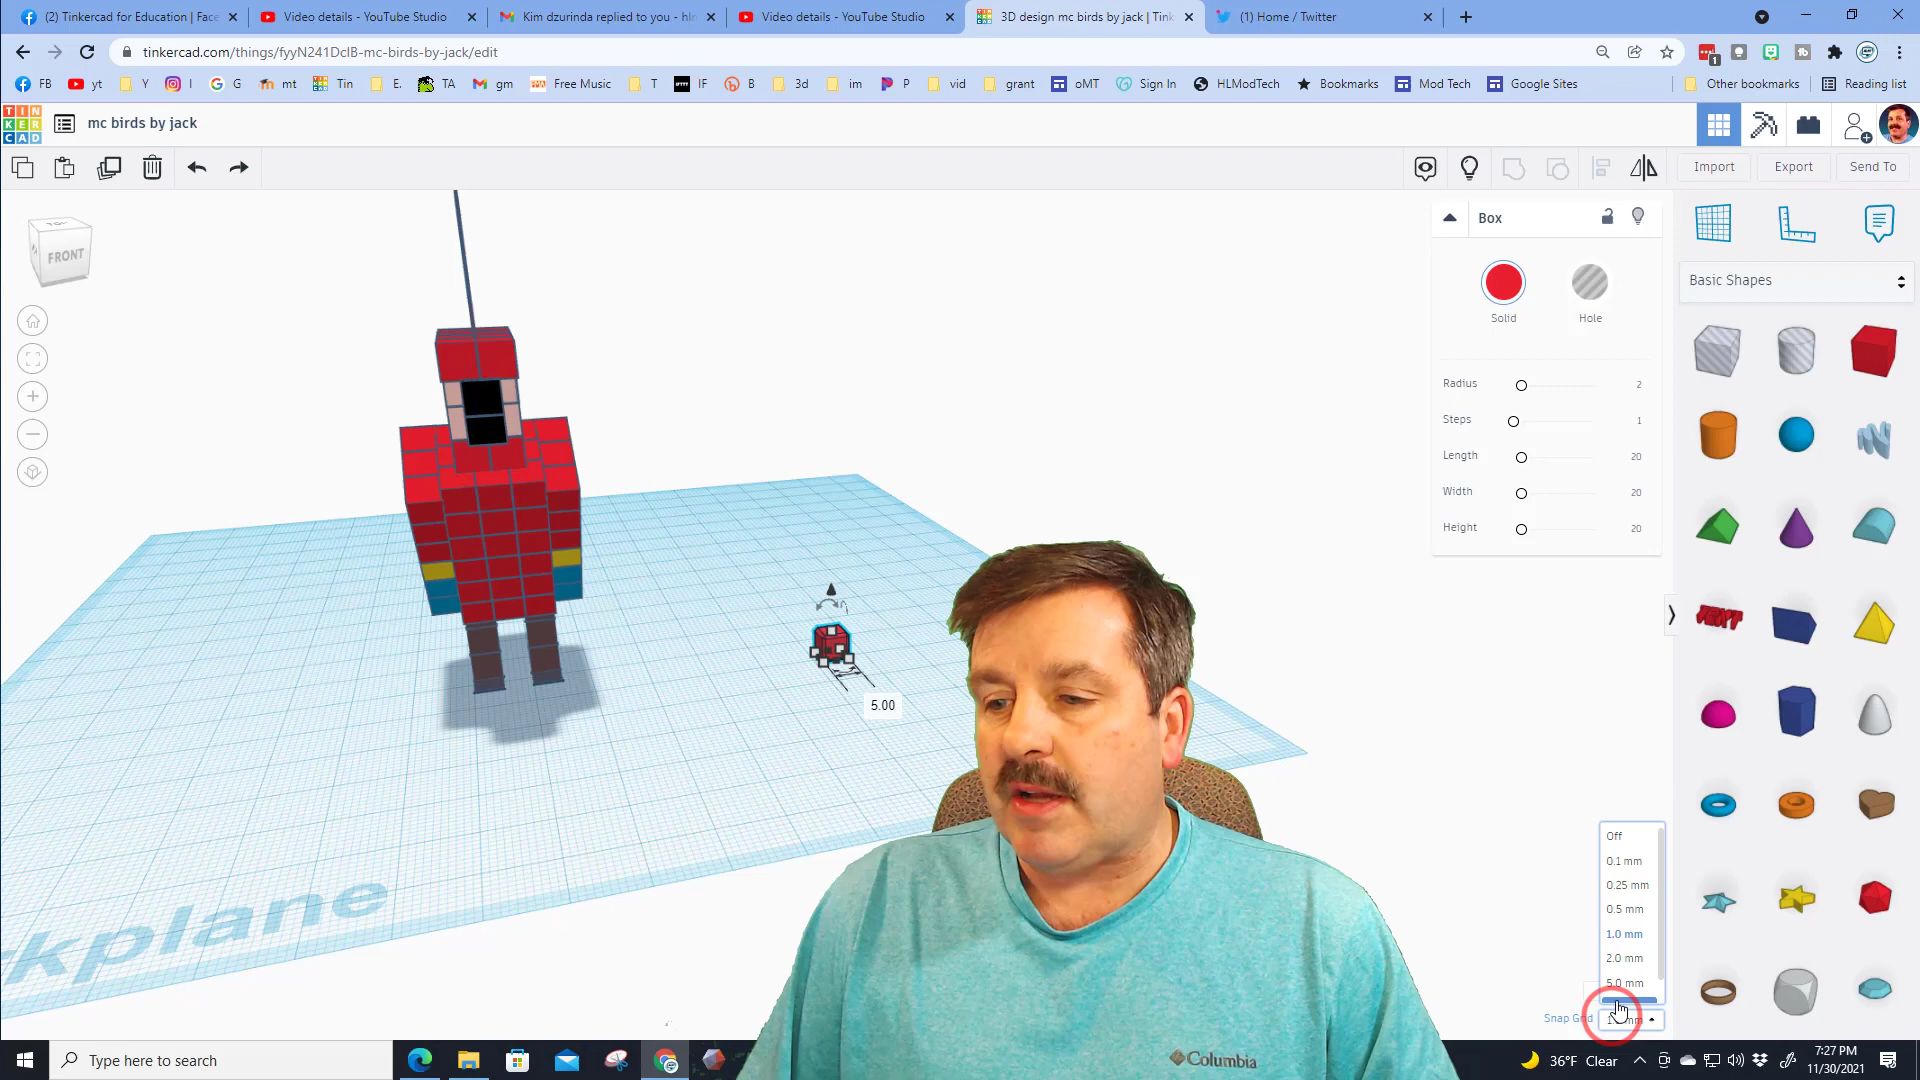 (2) Tinkercad for Education | Face
Video details - YouTube Studio
Kim dzurinda replied to you - hln
Video details - YouTube Studio
3D design mc birds by jack | Tink
(1) Home / Twitter
tinkercad.com/things/fyyN241DclB-mc-birds-by-jack/edit
1
FB
yt
Y
I
G
mt
Tin
E.
TA
gm
Free Music
T
IF
B
3d
im
P
vid
grant
oMT
Sign In
HLModTech
Bookmarks
Mod Tech
Google Sites
Other bookmarks
Reading list
TIN
KER
CAD
mc birds by jack
Import
Export
Send To
FRONT
Box
Solid
Hole
Radius 2
Steps 1
Length 20
Width 20
Height 20
Basic Shapes
TEXT
5.00
kplane
Off
0.1 mm
0.25 mm
0.5 mm
1.0 mm
2.0 mm
5.0 mm
Snap Grid
Columbia
Type here to search
36°F Clear
7:27 PM
11/30/2021